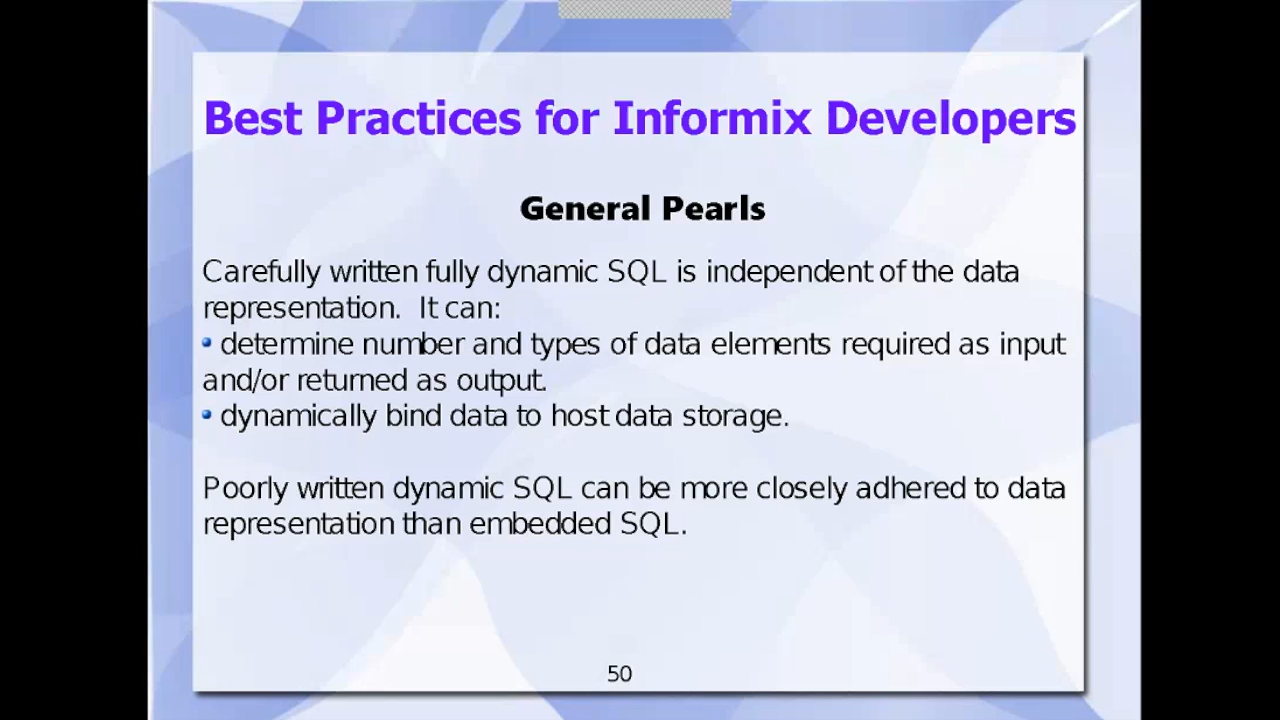 Best Practices for Informix Developers
General Pearls
Carefully written fully dynamic SQL is independent of the data
representation. It can:
• determine number and types of data elements required as input
and/or returned as output.
• dynamically bind data to host data storage.
Poorly written dynamic SQL can be more closely adhered to data
representation than embedded SQL.
50